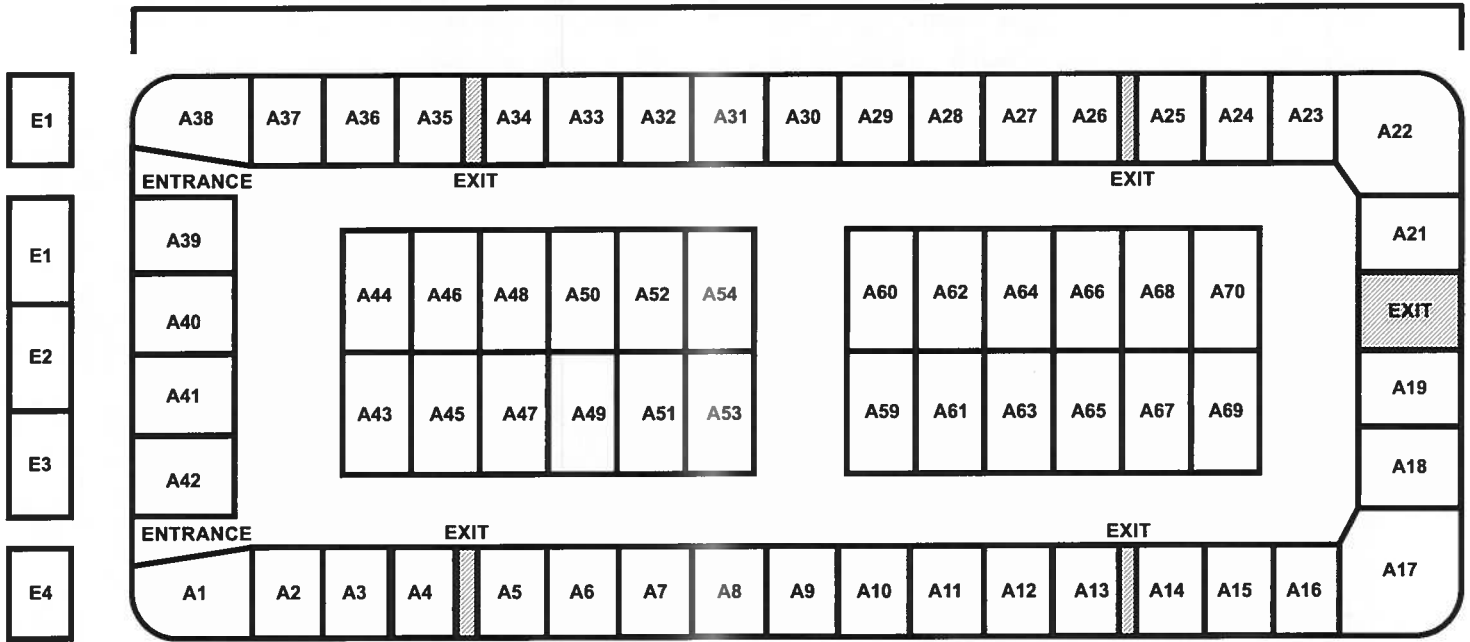 E1 A38 A37 A36 A35 A34 A33 A32 A31 A30 A29 A28 A27 A26 A25 A24 A23 A22
ENTRANCE EXIT EXIT
E1 A39 A21
A44 A46 A48 A50 A52 A54 A60 A62 A64 A66 A68 A70 EXIT
A40
E2
A41 A43 A45 A47 A49 A51 A53 A59 A61 A63 A65 A67 A69 A19
E3 A42 A18
ENTRANCE EXIT EXIT
E4 A1 A2 A3 A4 A5 A6 A7 A8 A9 A10 A11 A12 A13 A14 A15 A16 A17